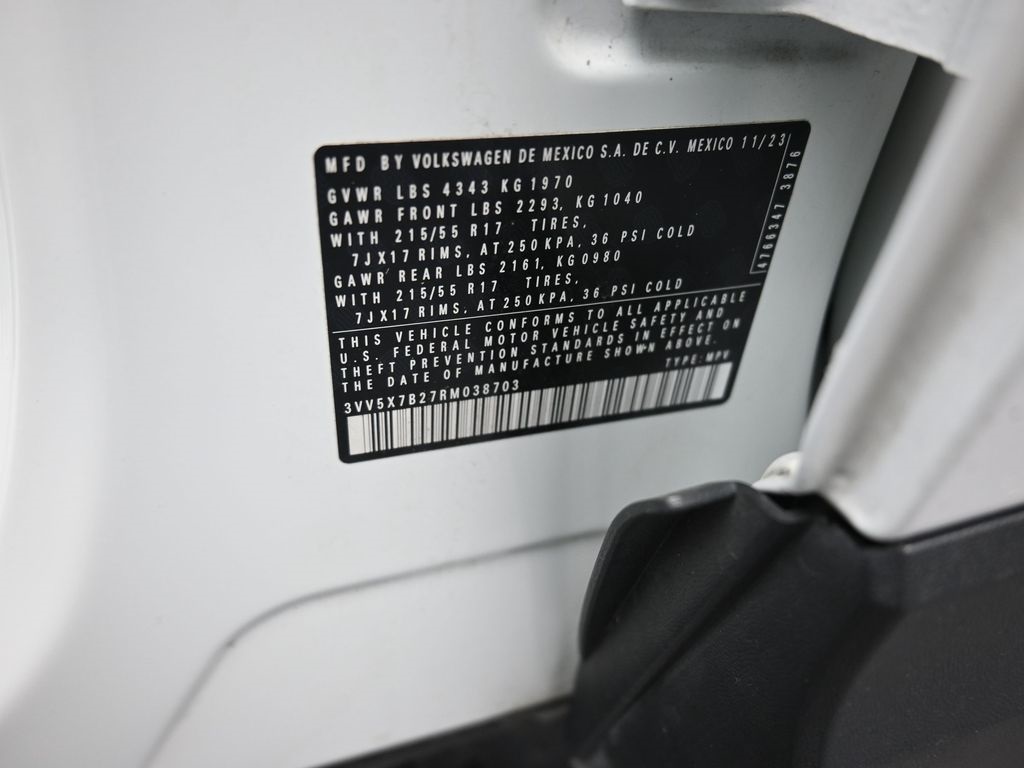 MFD BY VOLKSWAGEN DE MEXICO S.A. DE C.V. MEXICO 11/23
GVWR LBS 4343 KG 1970
GAWR FRONT LBS 2293, KG 1040
WITH 215/55 R17 TIRES,
7JX17 RIMS, AT 250 KPA, 36 PSI COLD
GAWR REAR LBS 2161, KG0980
WITH 215/55 R17 TIRES,
7JX17 RIMS, AT 250 KPA, 36 PSI COLD
4766347 3876
THIS VEHICLE CONFORMS TO ALL APPLICABLE
U.S. FEDERAL MOTOR VEHICLE SAFETY AND
THEFT PREVENTION STANDARDS IN EFFECT ON
THE DATE OF MANUFACTURE SHOWN ABOVE.
3VV5X7B27RM038703 TYPE: MPV